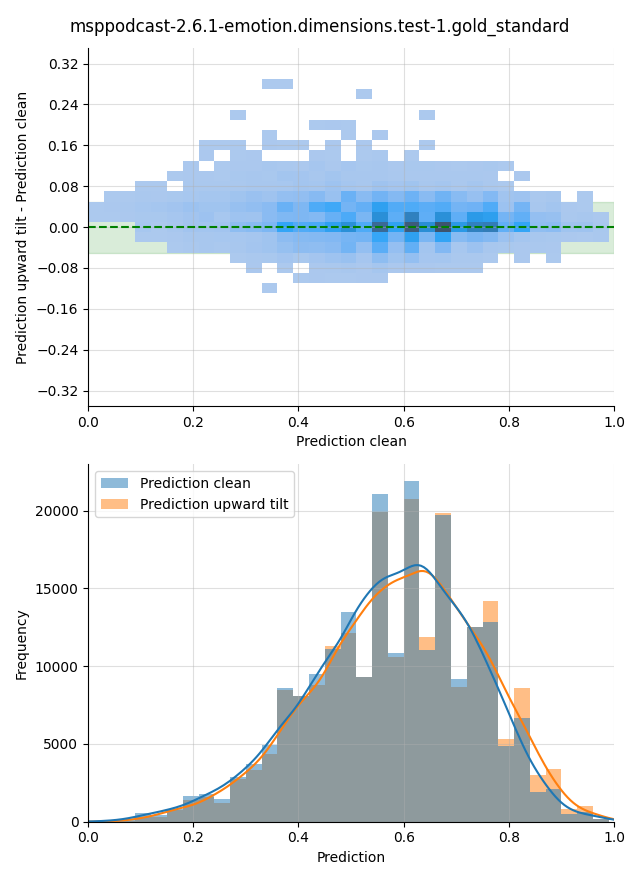 msppodcast-2.6.1-emotion.dimensions.test-1.gold_standard
0.32
0.24
0.16
0.08
0.00
−0.08
−0.16
−0.24
−0.32
Prediction upward tilt - Prediction clean
0.0 0.2 0.4 0.6 0.8 1.0
Prediction clean
Prediction clean
Prediction upward tilt
20000
15000
10000
5000
0
Frequency
0.0 0.2 0.4 0.6 0.8 1.0
Prediction